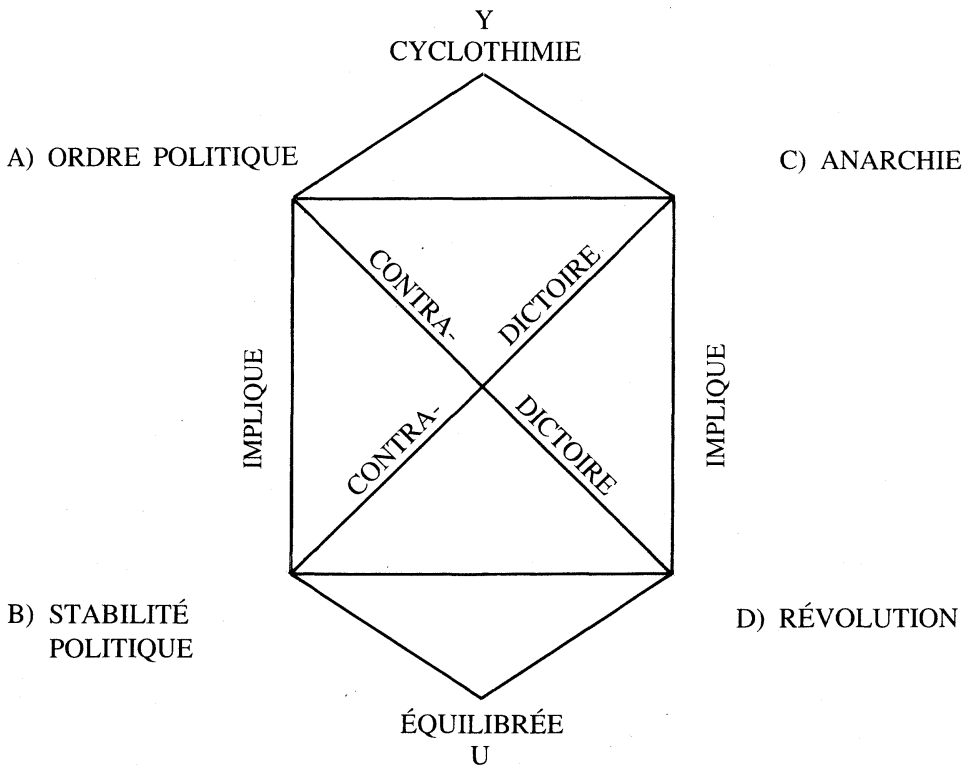 Y
CYCLOTHIMIE
A) ORDRE POLITIQUE
C) ANARCHIE
CONTRA-
DICTOIRE
IMPLIQUE
IMPLIQUE
CONTRA-
DICTOIRE
B) STABILITÉ
POLITIQUE
D) RÉVOLUTION
ÉQUILIBRÉE
U